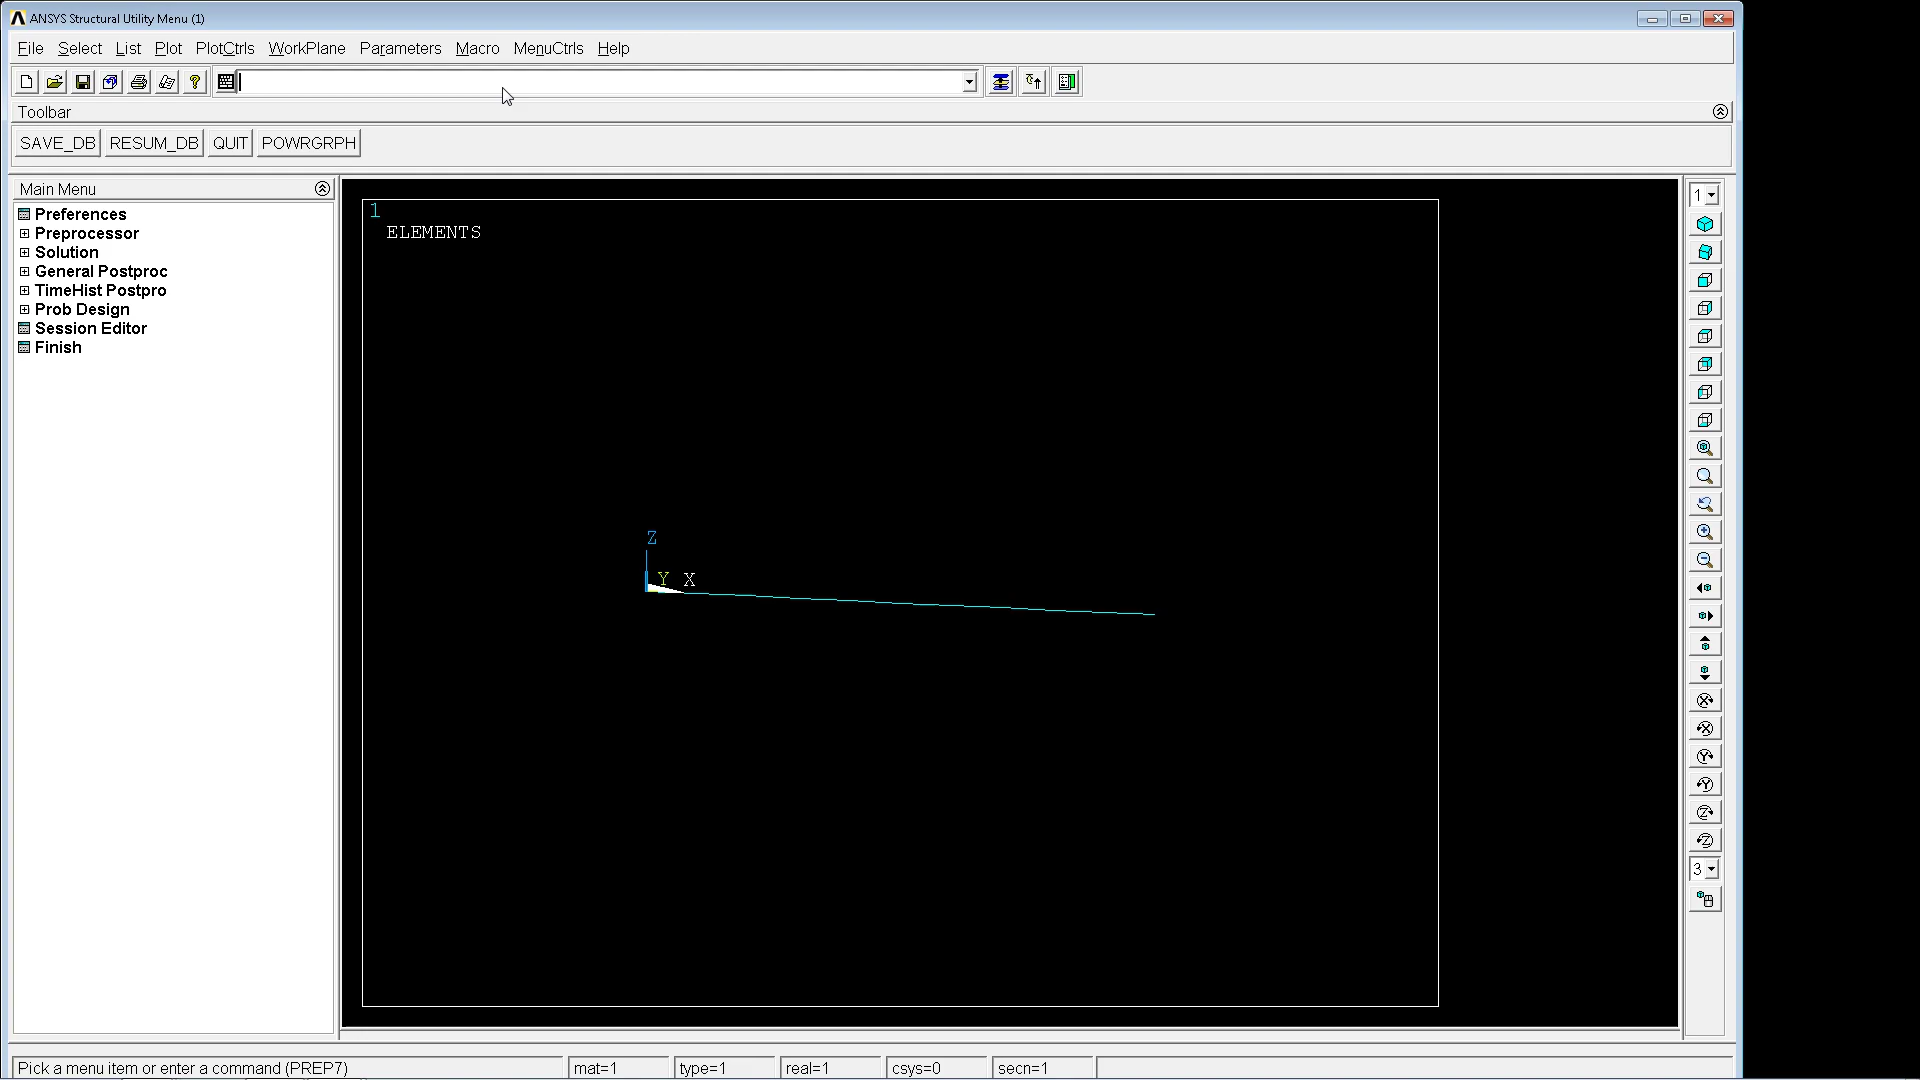 ANSYS Structural Utility Menu (1)
File Select List Plot PlotCtrls WorkPlane Parameters Macro MenuCtrls Help
Toolbar
SAVE_DB RESUM_DB QUIT POWRGRPH
Main Menu
Preferences
Preprocessor
Solution
General Postproc
TimeHist Postpro
Prob Design
Session Editor
Finish
1
ELEMENTS
Z
Y X
1
3
Pick a menu item or enter a command (PREP7) mat=1 type=1 real=1 csys=0 secn=1